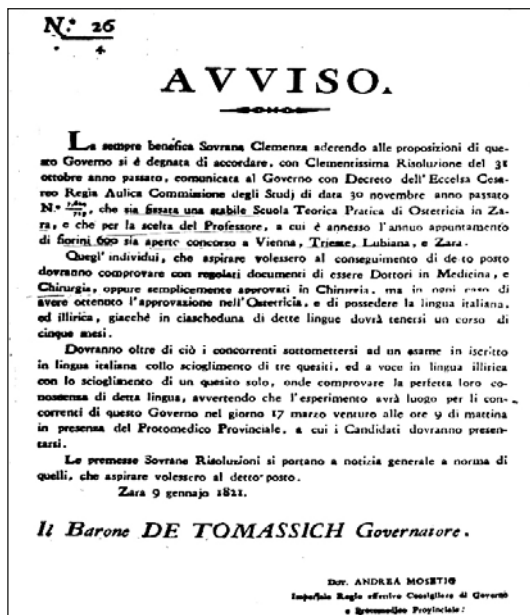 N.° 26
4
AVVISO.
La sempre benefica Sovrana Clemenza aderendo alle proposizioni di que-
sto Governo si è degnata di accordare, con Clementissima Risoluzione del 31
ottobre anno passato, comunicata al Governo con Decreto dell'Eccelsa Cesa-
reo Regia Aulica Commissione degli Studj di data 30 novembre anno passato
N.°, che sia fissata una stabile Scuola Teorica Pratica di Ostetricia in Za-
ra, e che per la scelta del Professore, a cui è annesso l'annuo appuntamento
di fiorini 600 sia aperto concorso a Vienna, Trieste, Lubiana, e Zara.
Quegl'individui, che aspirare volessero al conseguimento di detto posto
dovranno comprovare con regolati documenti di essere Dottori in Medicina, e
Chirurgia, oppure semplicemente approvati in Chirurgia, ma in ogni caso di
avere ottenuto l'approvazione nell'Ostetricia, e di possedere la lingua italiana,
ed illirica, giacchè in ciascheduna di dette lingue dovrà tenersi un corso di
cinque mesi.
Dovranno oltre di ciò i concorrenti sottomettersi ad un esame in iscritto
in lingua italiana collo scioglimento di tre quesiti, ed a voce in lingua illirica
con lo scioglimento di un quesito solo, onde comprovare la perfetta loro co-
noscenza di detta lingua, avvertendo che l'esperimento avrà luogo per li con-
correnti di questo Governo nel giorno 17 marzo venturo alle ore 9 di mattina
in presenza del Protomedico Provinciale, a cui i Candidati dovranno presen-
tarsi.
Le premesse Sovrane Risoluzioni si portano a notizia generale a norma di
quelli, che aspirare volessero al detto posto.
Zara 9 gennajo 1821.
Il Barone DE TOMASSICH Governatore.
Dott. ANDREA MOSETIG
Imperiale Regio effettivo Consigliere di Governo
e Protomedico Provinciale.